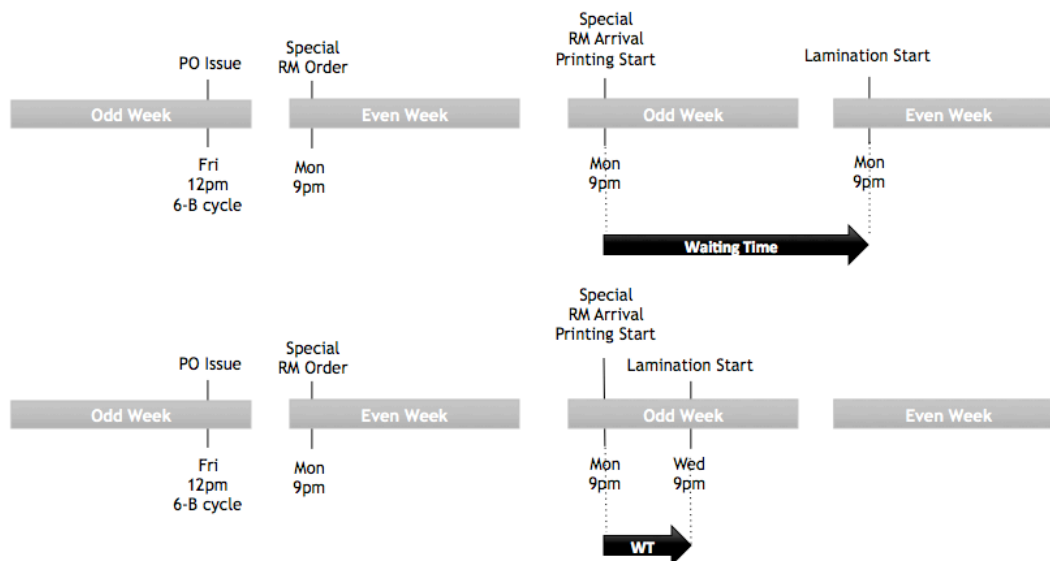 Special
RM Arrival
Printing Start
Special
RM Order
PO Issue
Lamination Start
Odd Week
Even Week
Odd Week
Even Week
Fri
12pm
6-B cycle
Mon
9pm
Mon
9pm
Mon
9pm
Waiting Time
Special
RM Arrival
Printing Start
Special
RM Order
PO Issue
Lamination Start
Odd Week
Even Week
Odd Week
Even Week
Fri
12pm
6-B cycle
Mon
9pm
Mon
9pm
Wed
9pm
WT